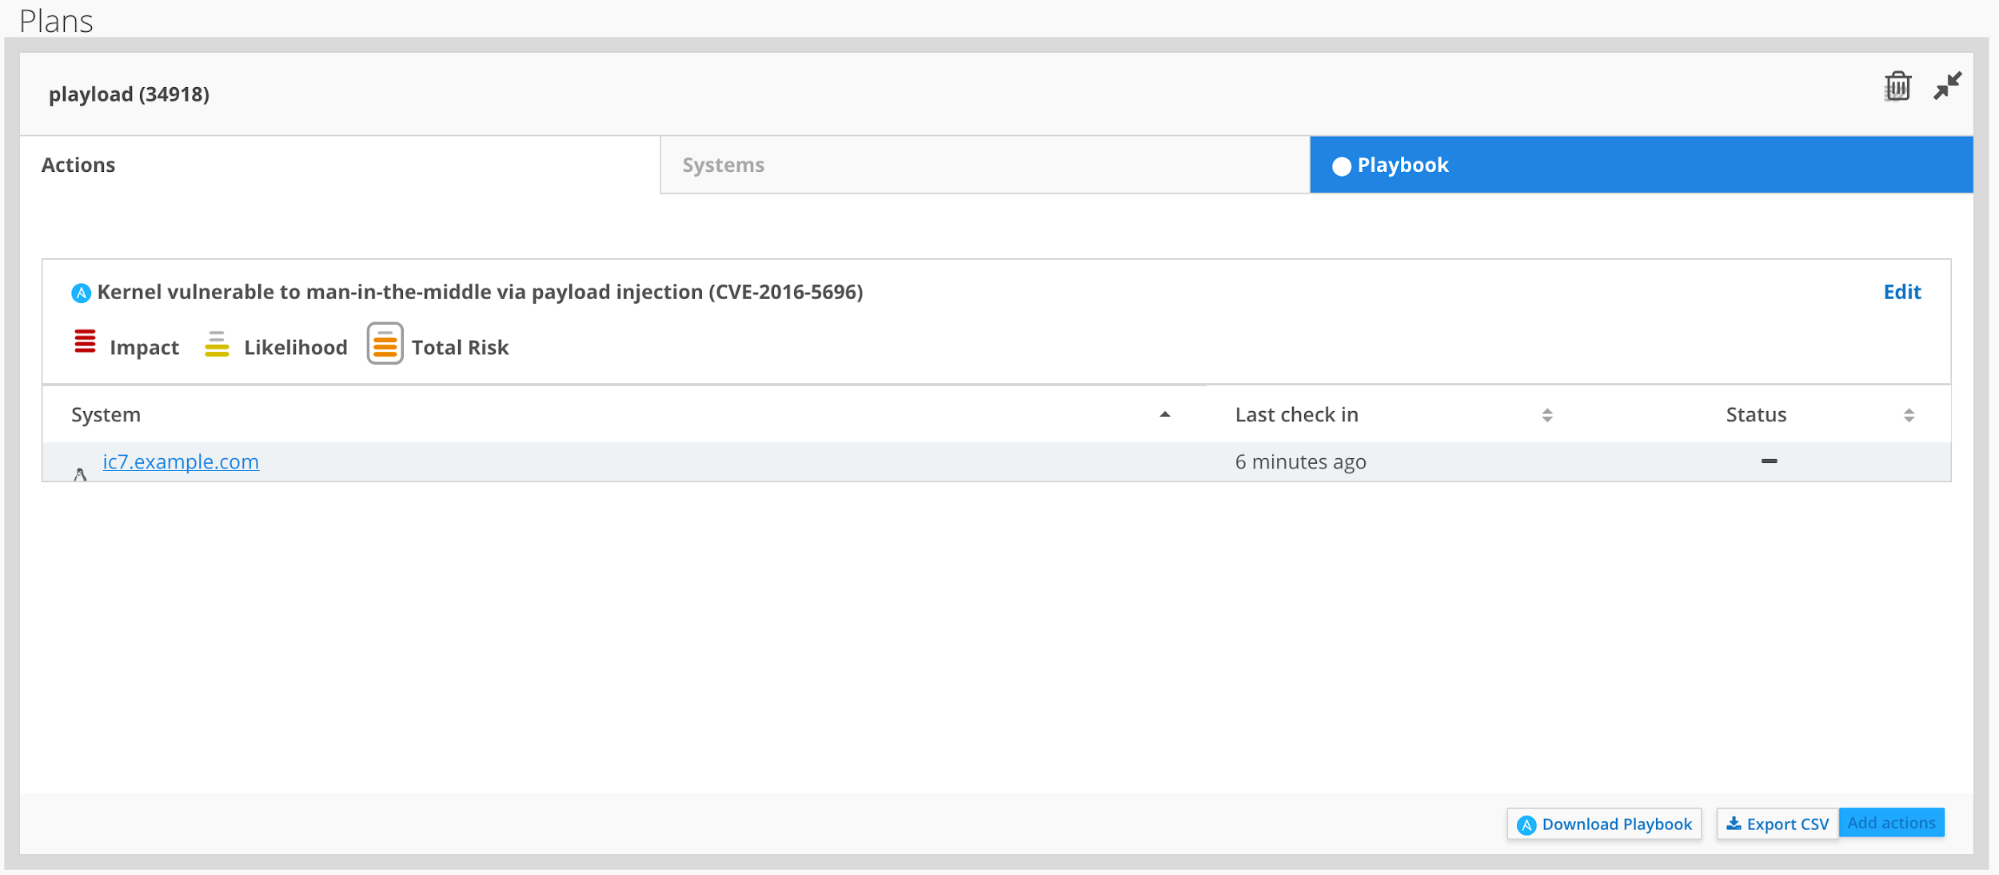 Plans
playload (34918)
Actions
Systems
Playbook
Kernel vulnerable to man-in-the-middle via payload injection (CVE-2016-5696)
Edit
Impact
Likelihood
Total Risk
System
Last check in
Status
ic7.example.com
6 minutes ago
Download Playbook
Export CSV
Add actions